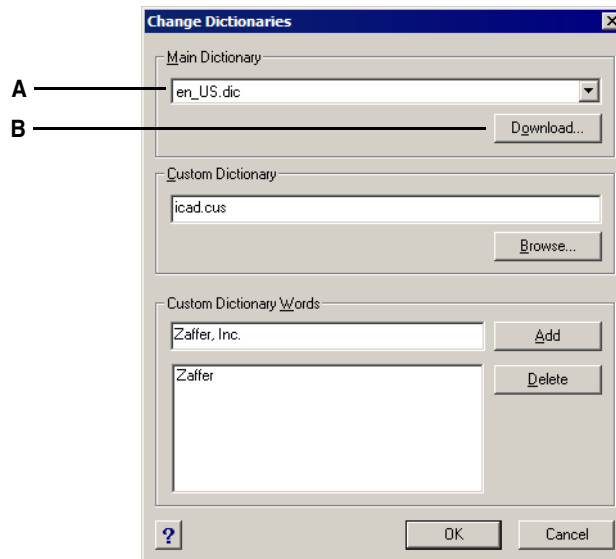 Change Dictionaries
Main Dictionary
A
en_US.dic
B
Download...
Custom Dictionary
icad.cus
Browse...
Custom Dictionary Words
Zaffer, Inc.
Add
Zaffer
Delete
?
OK
Cancel